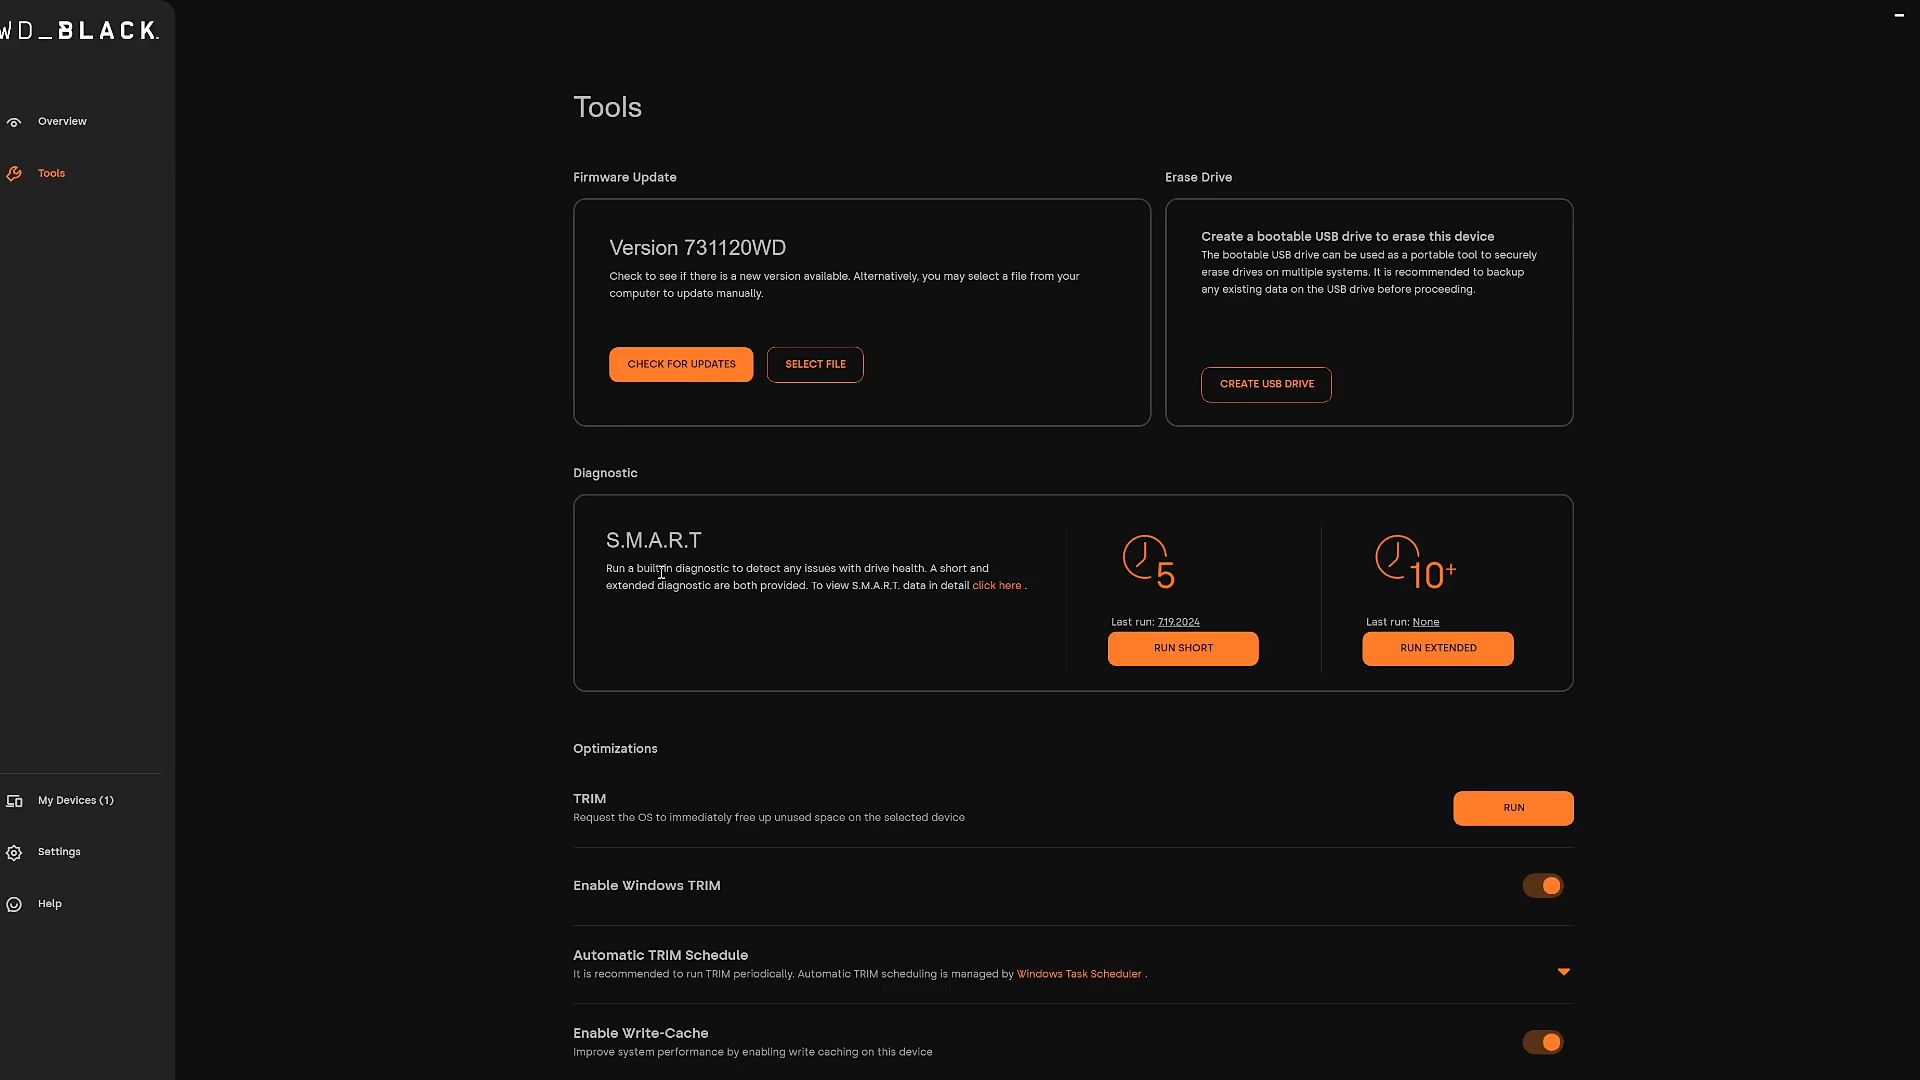 WD_BLACK.
Overview
Tools
My Devices (1)
Settings
Help
Tools
Firmware Update
Version 731120WD
Check to see if there is a new version available. Alternatively, you may select a file from your
computer to update manually.
CHECK FOR UPDATES
SELECT FILE
Erase Drive
Create a bootable USB drive to erase this device
The bootable USB drive can be used as a portable tool to securely
erase drives on multiple systems. It is recommended to backup
any existing data on the USB drive before proceeding.
CREATE USB DRIVE
Diagnostic
S.M.A.R.T
Run a built-in diagnostic to detect any issues with drive health. A short and
extended diagnostic are both provided. To view S.M.A.R.T. data in detail click here .
5
Last run: 7.19.2024
RUN SHORT
10+
Last run: None
RUN EXTENDED
Optimizations
TRIM
Request the OS to immediately free up unused space on the selected device
RUN
Enable Windows TRIM
Automatic TRIM Schedule
It is recommended to run TRIM periodically. Automatic TRIM scheduling is managed by Windows Task Scheduler .
Enable Write-Cache
Improve system performance by enabling write caching on this device